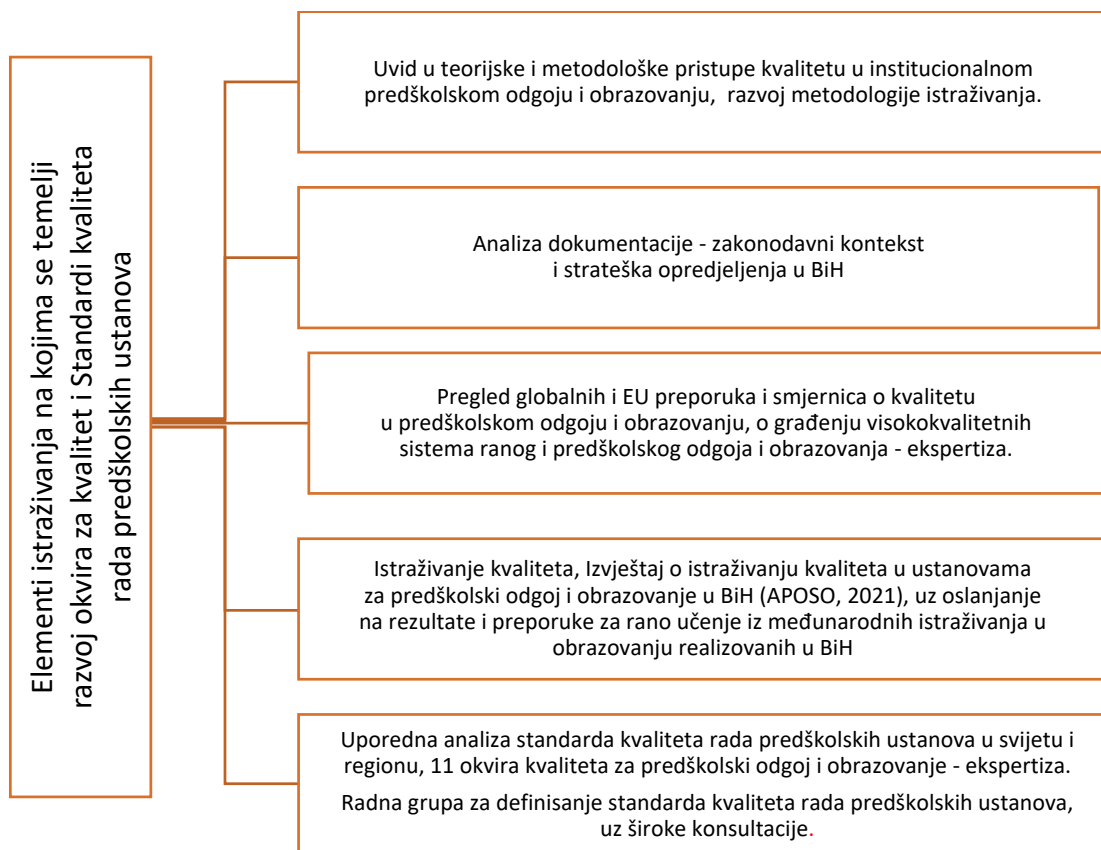 Elementi istraživanja na kojima se temelji
razvoj okvira za kvalitet i Standardi kvaliteta
rada predškolskih ustanova
Uvid u teorijske i metodološke pristupe kvalitetu u institucionalnom
predškolskom odgoju i obrazovanju, razvoj metodologije istraživanja.
Analiza dokumentacije - zakonodavni kontekst
i strateška opredjeljenja u BiH
Pregled globalnih i EU preporuka i smjernica o kvalitetu
u predškolskom odgoju i obrazovanju, o građenju visokokvalitetnih
sistema ranog i predškolskog odgoja i obrazovanja - ekspertiza.
Istraživanje kvaliteta, Izvještaj o istraživanju kvaliteta u ustanovama
za predškolski odgoj i obrazovanje u BiH (APOSO, 2021), uz oslanjanje
na rezultate i preporuke za rano učenje iz međunarodnih istraživanja u
obrazovanju realizovanih u BiH
Uporedna analiza standarda kvaliteta rada predškolskih ustanova u svijetu i
regionu, 11 okvira kvaliteta za predškolski odgoj i obrazovanje - ekspertiza.
Radna grupa za definisanje standarda kvaliteta rada predškolskih ustanova,
uz široke konsultacije.